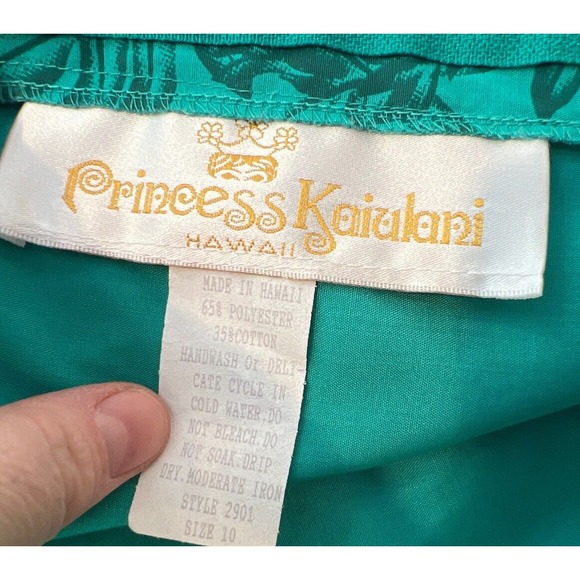 Princess Kaiulani
HAWAII
MADE IN HAWAII
65% POLYESTER
35%COTTON
HANDWASH Or DELI-
CATE CYCLE IN
COLD WATER.DO
NOT BLEACH.DO
NOT SOAK.DRIP
DRY.MODERATE IRON
STYLE 2901
SIZE 10